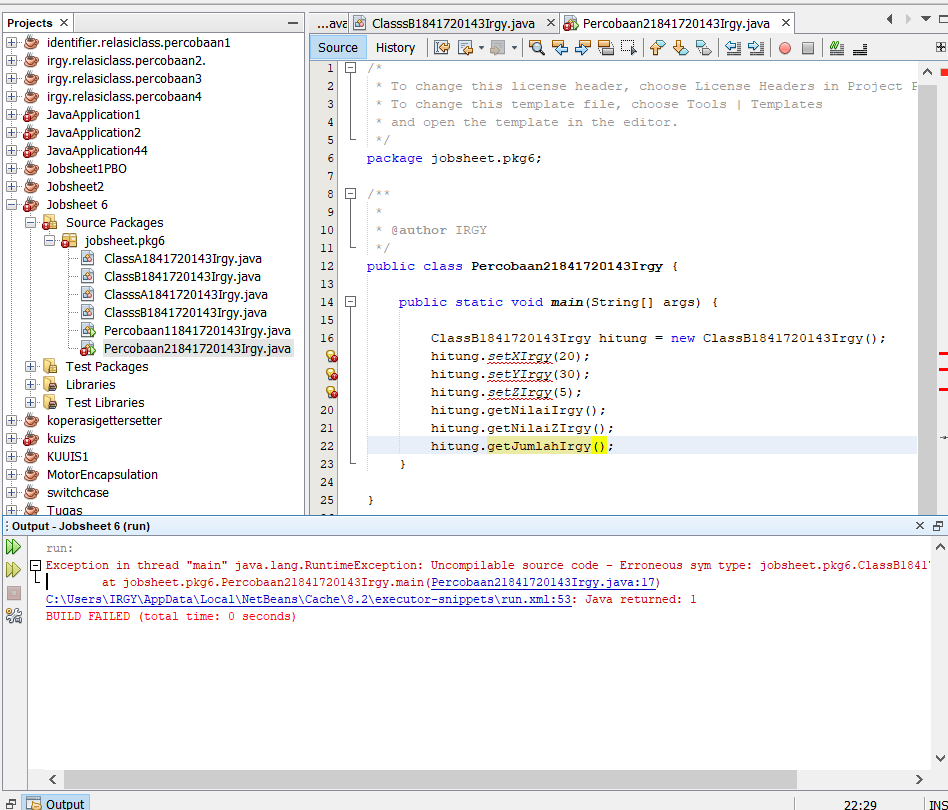 Projects
identifier.relasiclass.percobaan1
irgy.relasiclass.percobaan2.
irgy.relasiclass.percobaan3
irgy.relasiclass.percobaan4
JavaApplication1
JavaApplication2
JavaApplication44
Jobsheet1PBO
Jobsheet2
Jobsheet 6
Source Packages
jobsheet.pkg6
ClassA1841720143Irgy.java
ClassB1841720143Irgy.java
ClasssA1841720143Irgy.java
ClasssB1841720143Irgy.java
Percobaan11841720143Irgy.java
Percobaan21841720143Irgy.java
Test Packages
Libraries
Test Libraries
koperasigettersetter
kuizs
KUUIS1
MotorEncapsulation
switchcase
Tugas
...ava ClasssB1841720143Irgy.java Percobaan21841720143Irgy.java
Source History
1 /*
2 * To change this license header, choose License Headers in Project P
3 * To change this template file, choose Tools | Templates
4 * and open the template in the editor.
5 */
6 package jobsheet.pkg6;
7
8 /**
9 *
10 * @author IRGY
11 */
12 public class Percobaan21841720143Irgy {
13
14 public static void main(String[] args) {
15
16 ClassB1841720143Irgy hitung = new ClassB1841720143Irgy();
hitung.setXIrgy(20);
hitung.setYIrgy(30);
hitung.setZIrgy(5);
20 hitung.getNilaiIrgy();
21 hitung.getNilaiZIrgy();
22 hitung.getJumlahIrgy();
23 }
24
25 }
Output - Jobsheet 6 (run)
run:
Exception in thread "main" java.lang.RuntimeException: Uncompilable source code - Erroneous sym type: jobsheet.pkg6.ClassB1841
at jobsheet.pkg6.Percobaan21841720143Irgy.main(Percobaan21841720143Irgy.java:17)
C:\Users\IRGY\AppData\Local\NetBeans\Cache\8.2\executor-snippets\run.xml:53: Java returned: 1
BUILD FAILED (total time: 0 seconds)
Output
22:29 INS